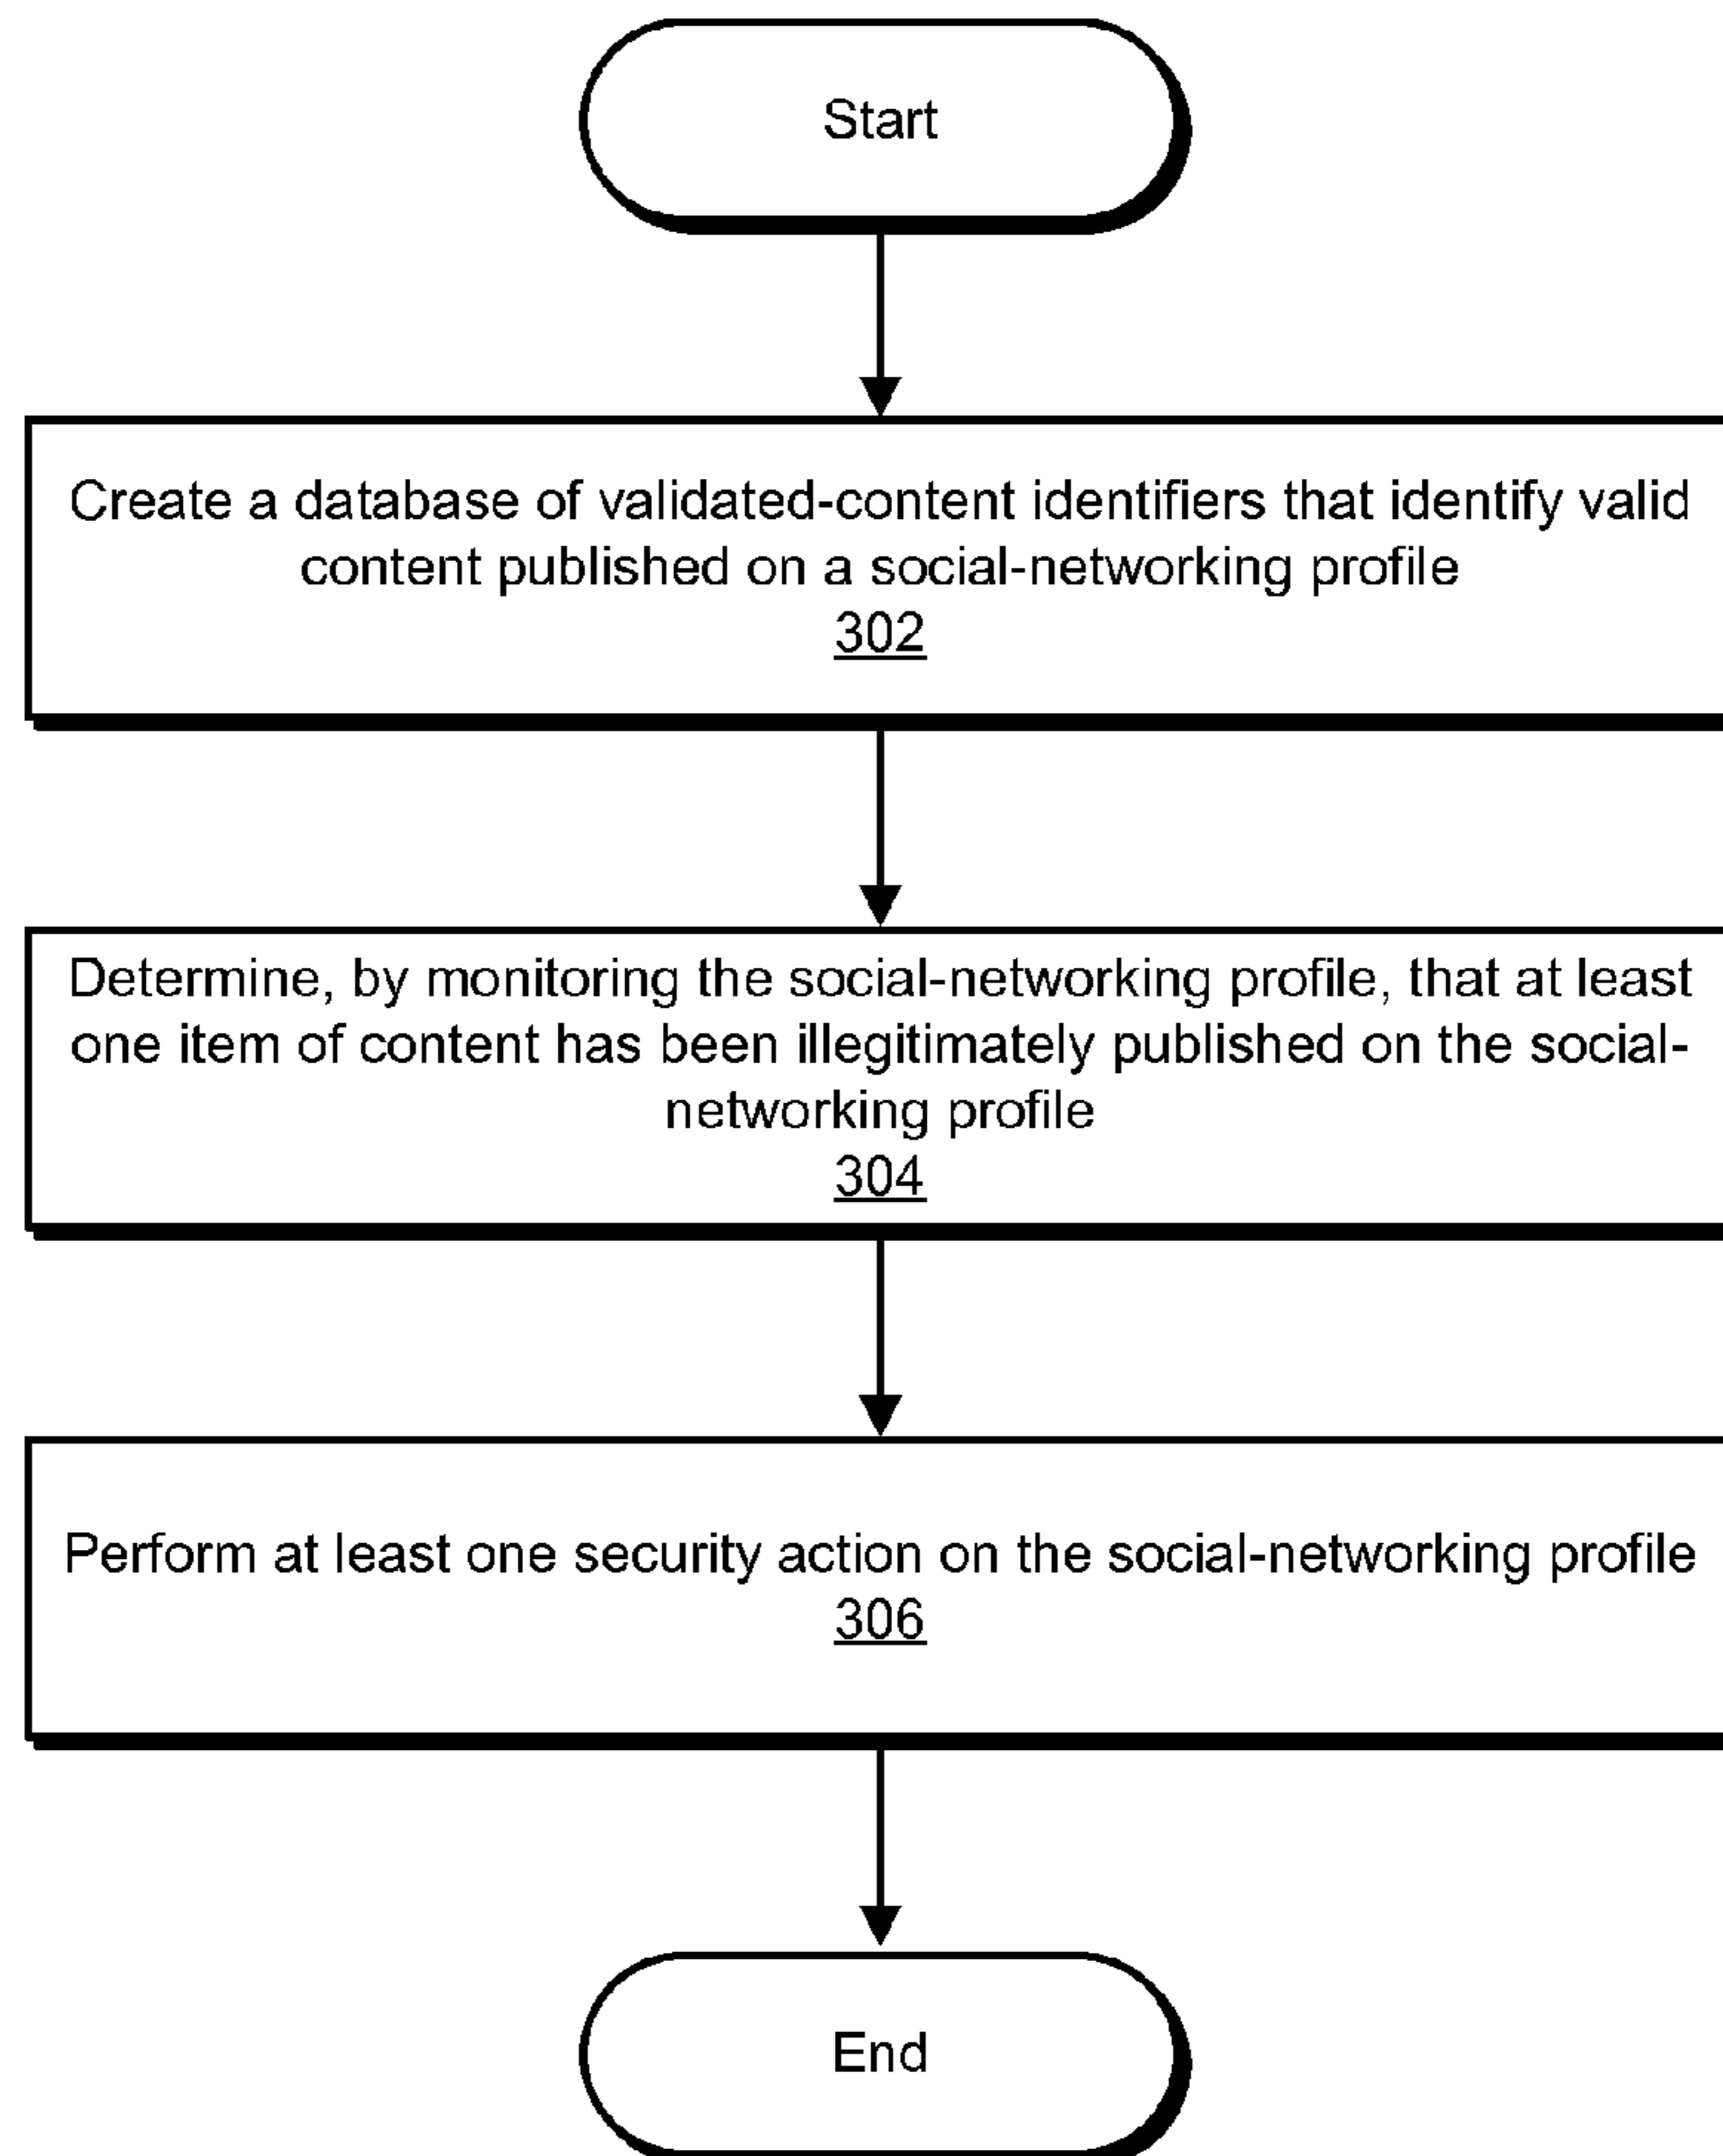 Start
Create a database of validated-content identifiers that identify valid
content published on a social-networking profile
302
Determine, by monitoring the social-networking profile, that at least
one item of content has been illegitimately published on the social-
networking profile
304
Perform at least one security action on the social-networking profile
306
End